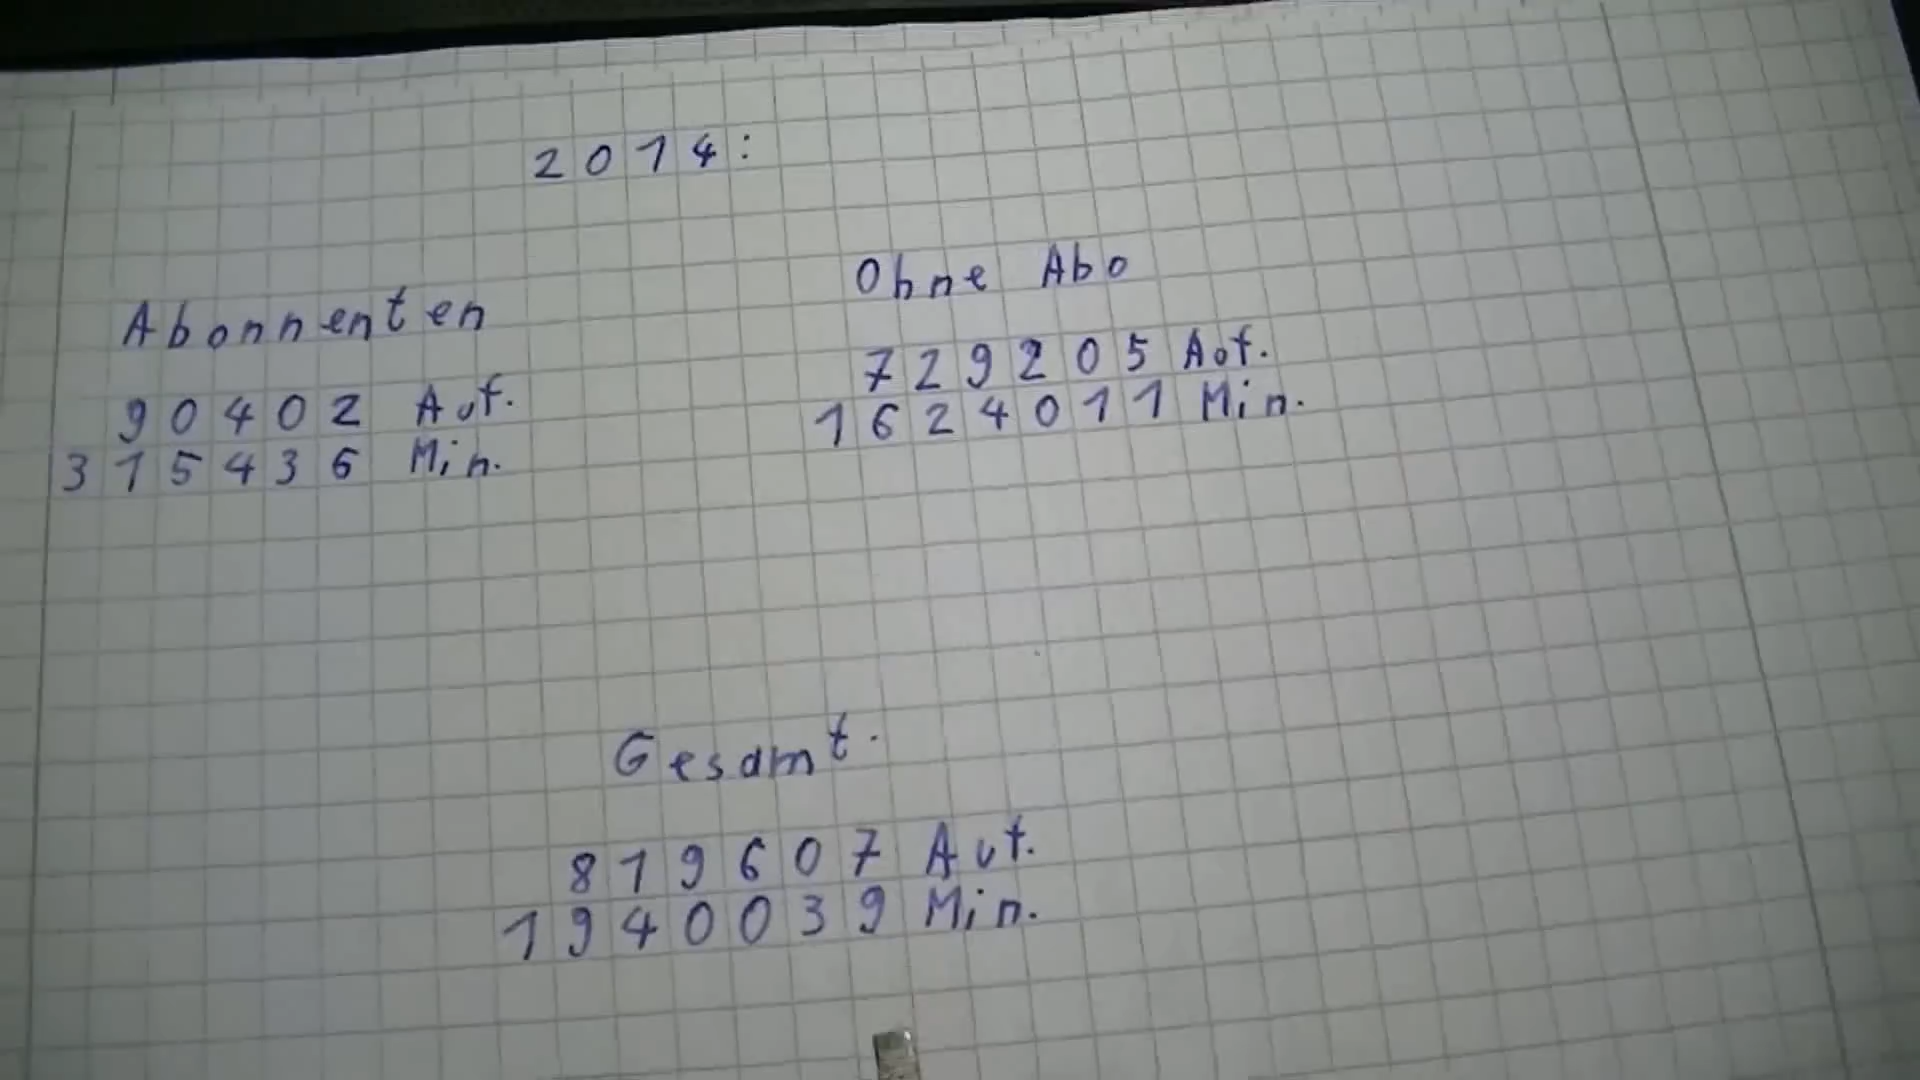 2014:
Abonnenten
90402 Auf.
315436 Min.
Ohne Abo
729205 Auf.
1624011 Min.
Gesamt.
819607 Auf.
1940039 Min.